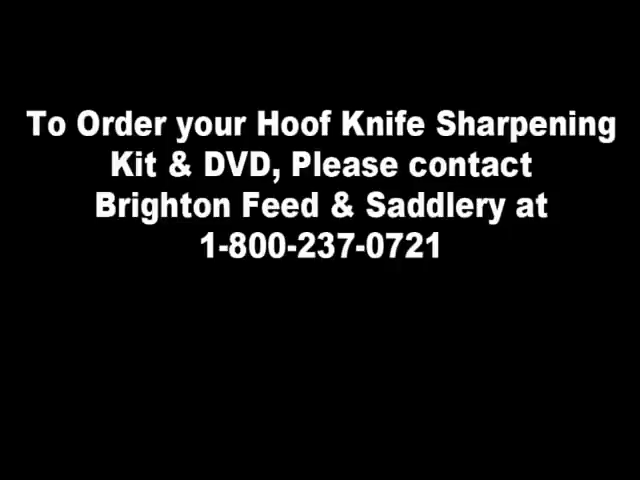 To Order your Hoof Knife Sharpening
Kit & DVD, Please contact
Brighton Feed & Saddlery at
1-800-237-0721